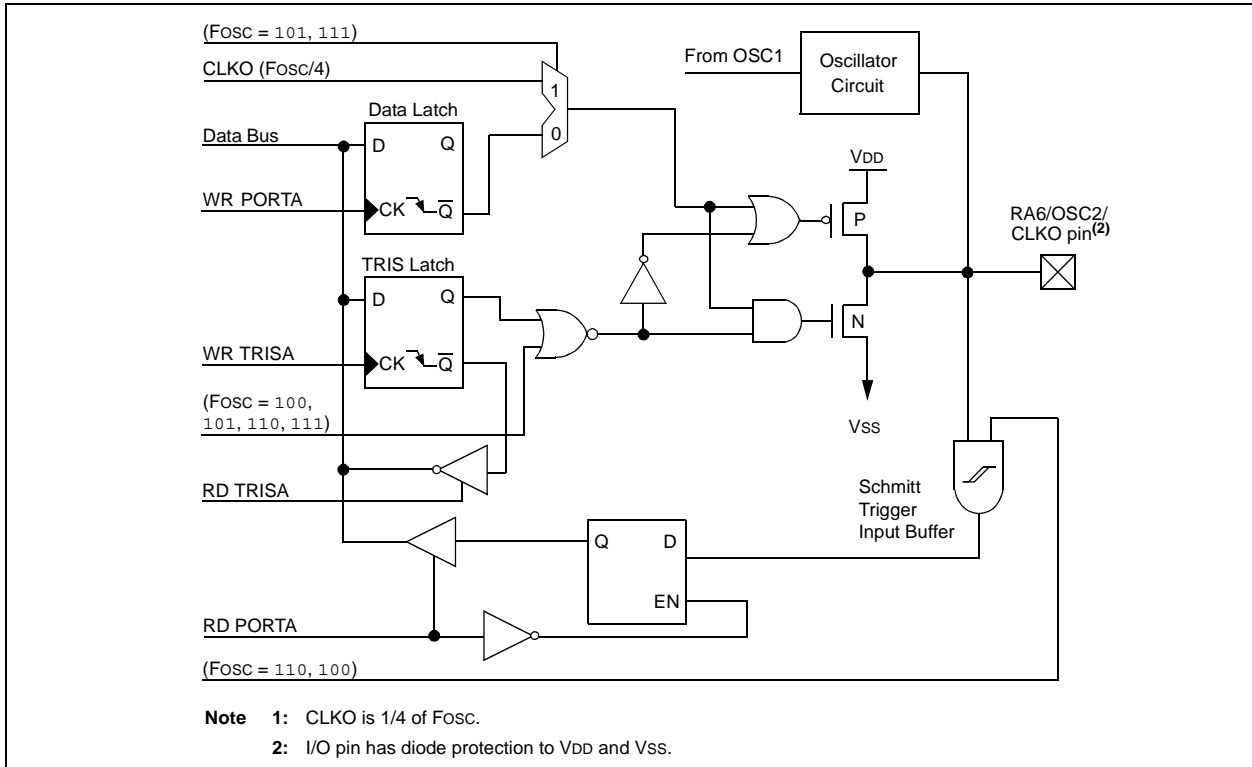 (FOSC = 101, 111)
CLKO (FOSC/4)
From OSC1
Oscillator
Circuit
1
0
Data Latch
Data Bus
D
Q
WR PORTA
CK
Q
VDD
P
RA6/OSC2/
CLKO pin(2)
TRIS Latch
D
Q
WR TRISA
CK
Q
N
VSS
(FOSC = 100,
101, 110, 111)
RD TRISA
Schmitt
Trigger
Input Buffer
Q
D
EN
RD PORTA
(FOSC = 110, 100)
Note 1: CLKO is 1/4 of FOSC.
2: I/O pin has diode protection to VDD and VSS.